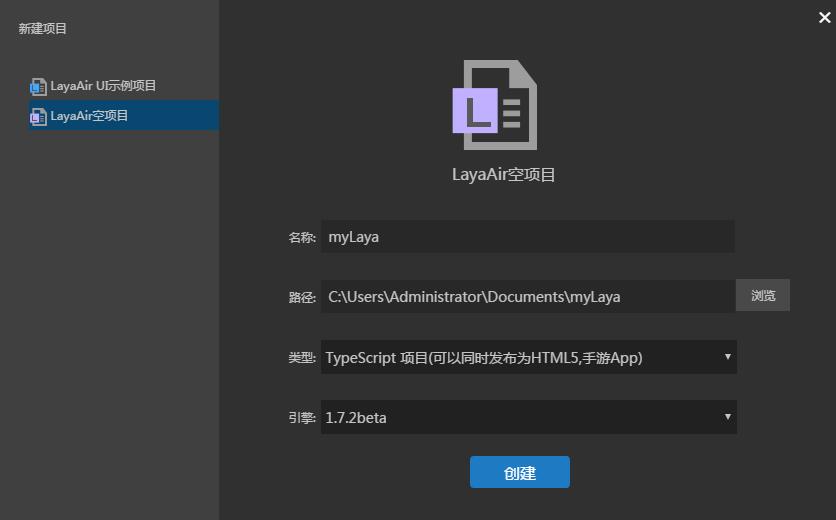 新建项目
LayaAir UI示例项目
LayaAir空项目
L
LayaAir空项目
名称: myLaya
路径: C:\Users\Administrator\Documents\myLaya 浏览
类型: TypeScript 项目(可以同时发布为HTML5,手游App)
引擎: 1.7.2beta
创建